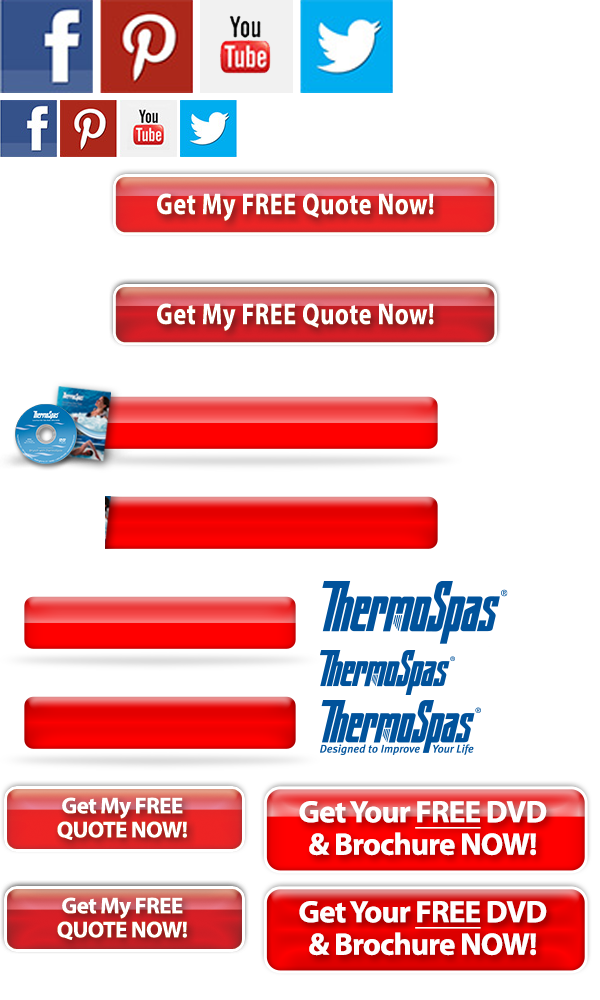 f
You
Tube
f
You
Tube
Get My FREE Quote Now!
Get My FREE Quote Now!
ThermoSpas
ThermoSpas
ThermoSpas®
ThermoSpas®
ThermoSpas®
Designed to Improve Your Life
Get My FREE
QUOTE NOW!
Get Your FREE DVD
& Brochure NOW!
Get My FREE
QUOTE NOW!
Get Your FREE DVD
& Brochure NOW!